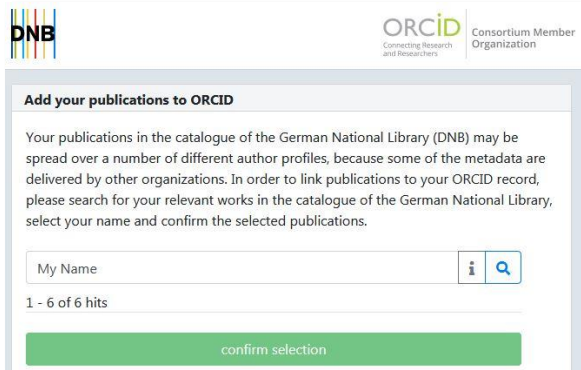 DNB
ORCID
Connecting Research
and Researchers
Consortium Member
Organization
Add your publications to ORCID
Your publications in the catalogue of the German National Library (DNB) may be
spread over a number of different author profiles, because some of the metadata are
delivered by other organizations. In order to link publications to your ORCID record,
please search for your relevant works in the catalogue of the German National Library,
select your name and confirm the selected publications.
My Name
i
1 - 6 of 6 hits
confirm selection